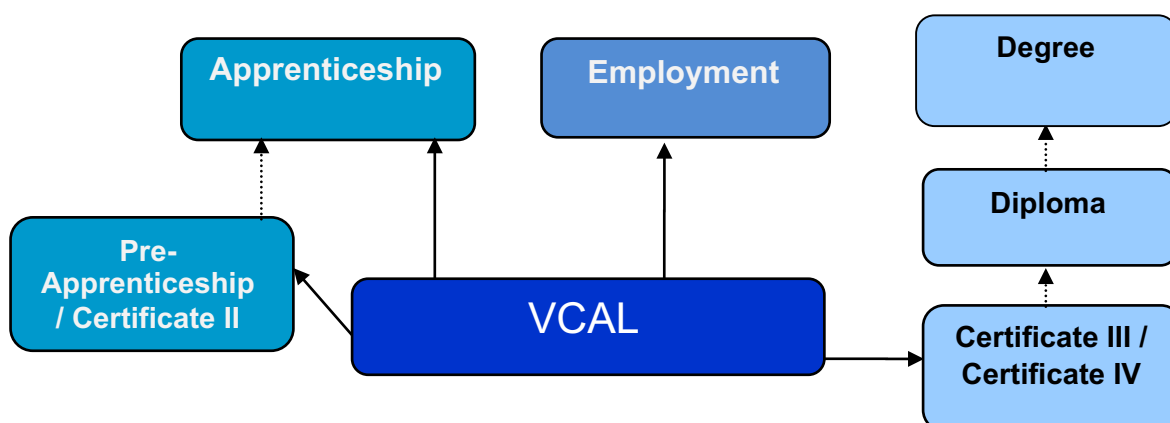 Apprenticeship
Employment
Degree
Diploma
Pre-
Apprenticeship
/ Certificate II
VCAL
Certificate III /
Certificate IV